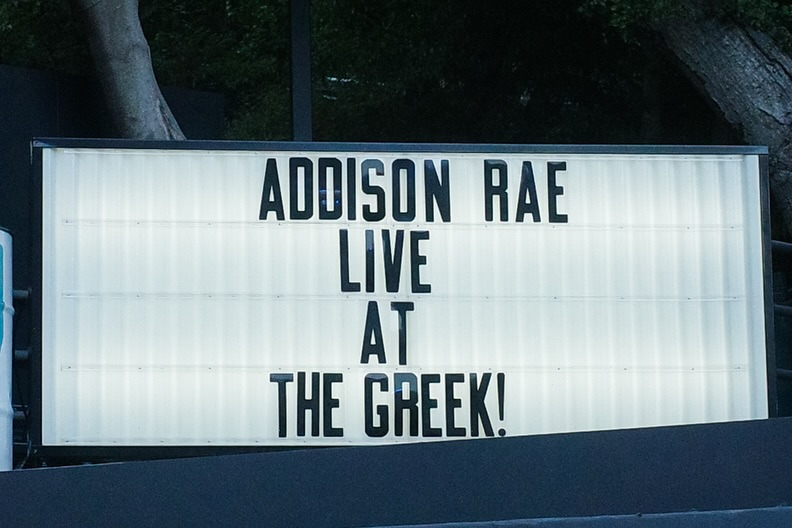 ADDISON RAE
LIVE
AT
THE GREEK!